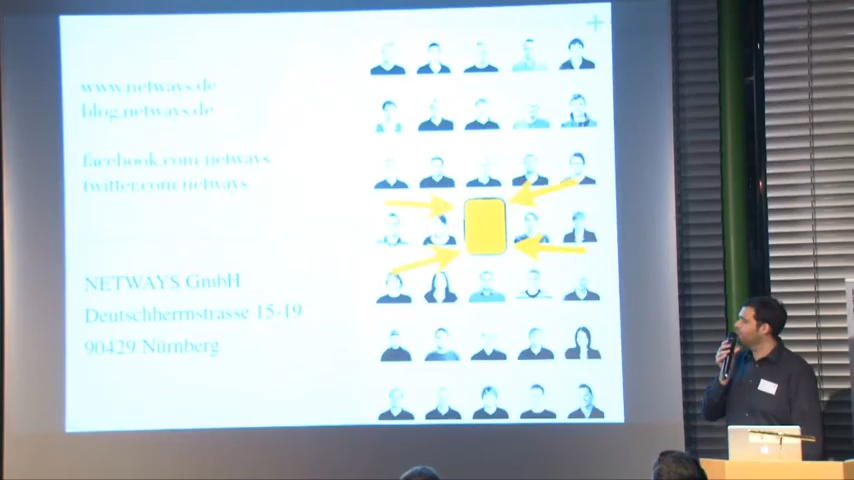 www.netways.de
blog.netways.de
facebook.com/netways
twitter.com/netways
NETWAYS GmbH
Deutschherrnstrasse 15-19
90429 Nürnberg